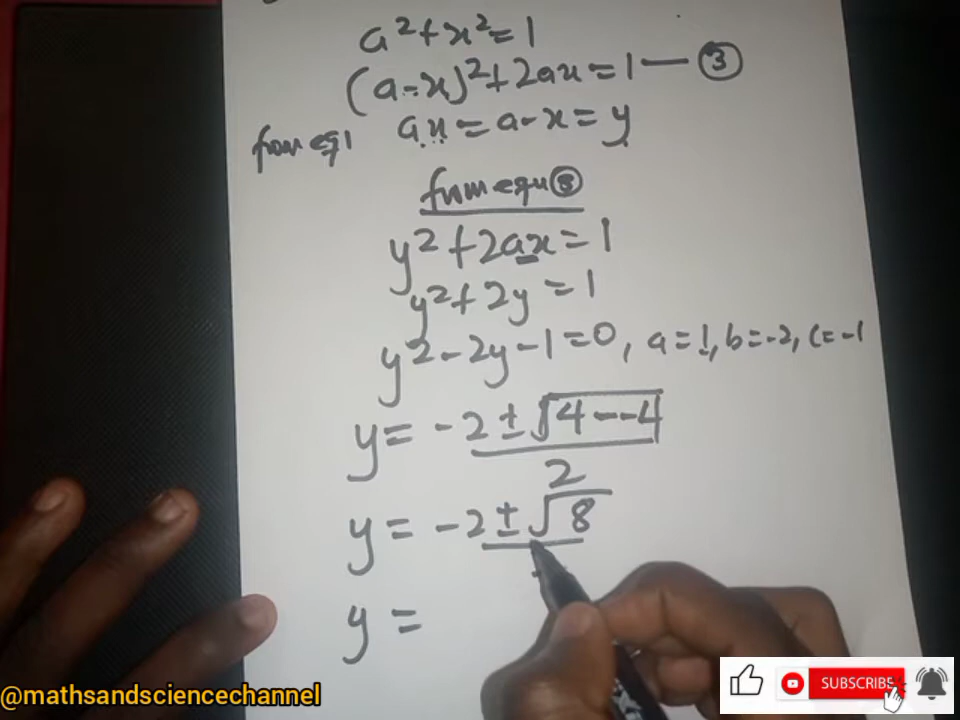 a²+x²=1
(a-x)²+2ax=1 — ③
from eq1 ax=a-x=y
from equ③
y²+2ax=1
y²+2y=1
y²-2y-1=0, a=1, b=-2, c=-1
y= -2±√4--4
2
y= -2±√8
y=
@mathsandsciencechannel
SUBSCRIBE